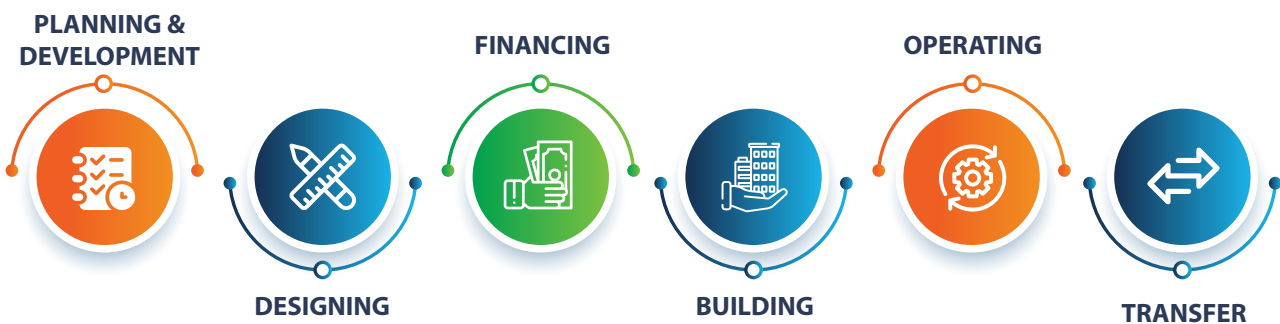 PLANNING &
DEVELOPMENT
DESIGNING
FINANCING
BUILDING
OPERATING
TRANSFER